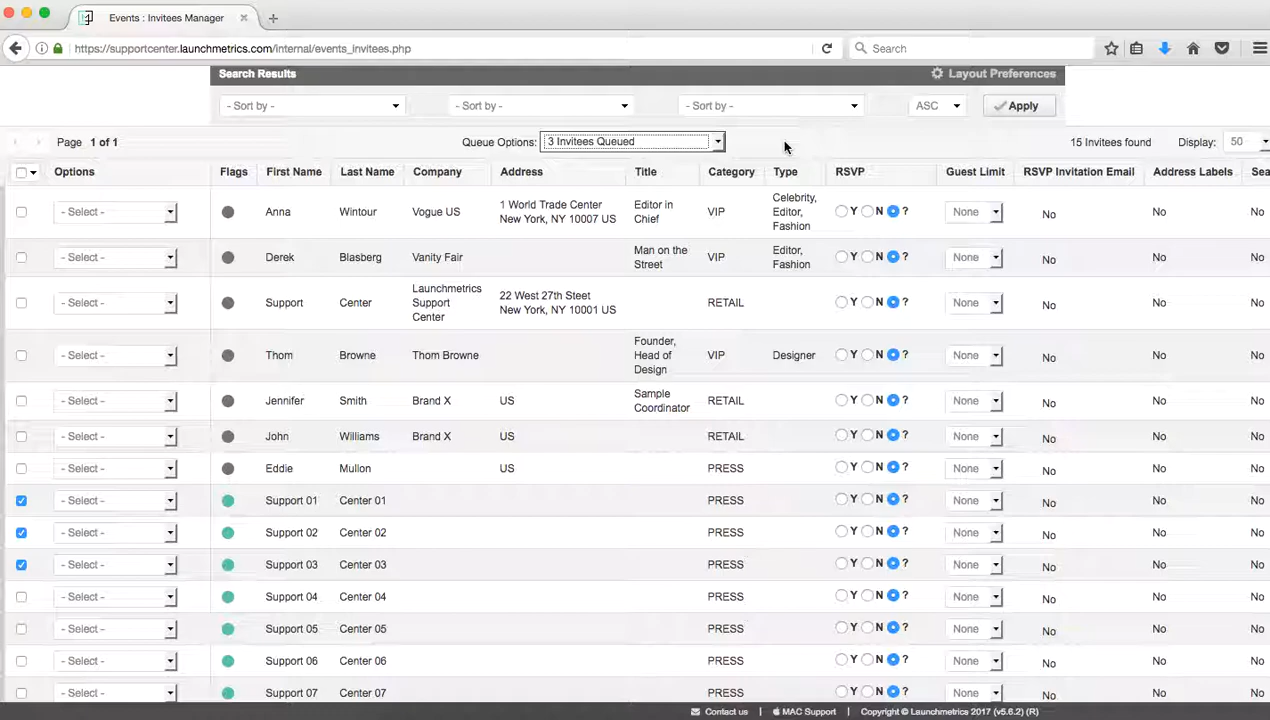 Events : Invitees Manager
https://supportcenter.launchmetrics.com/internal/events_invitees.php
Search
Search Results
Layout Preferences
- Sort by -
- Sort by -
- Sort by -
ASC
Apply
Page 1 of 1
Queue Options:
3 Invitees Queued
15 Invitees found
Display:
50
Options
Flags
First Name
Last Name
Company
Address
Title
Category
Type
RSVP
Guest Limit
RSVP Invitation Email
Address Labels
Sea
- Select -
Anna
Wintour
Vogue US
1 World Trade Center
New York, NY 10007 US
Editor in
Chief
VIP
Celebrity,
Editor,
Fashion
Y N ?
None
No
No
No
- Select -
Derek
Blasberg
Vanity Fair
Man on the
Street
VIP
Editor,
Fashion
Y N ?
None
No
No
No
- Select -
Support
Center
Launchmetrics
Support
Center
22 West 27th Steet
New York, NY 10001 US
RETAIL
Y N ?
None
No
No
No
- Select -
Thom
Browne
Thom Browne
Founder,
Head of
Design
VIP
Designer
Y N ?
None
No
No
No
- Select -
Jennifer
Smith
Brand X
US
Sample
Coordinator
RETAIL
Y N ?
None
No
No
No
- Select -
John
Williams
Brand X
US
RETAIL
Y N ?
None
No
No
No
- Select -
Eddie
Mullon
US
PRESS
Y N ?
None
No
No
No
- Select -
Support 01
Center 01
PRESS
Y N ?
None
No
No
No
- Select -
Support 02
Center 02
PRESS
Y N ?
None
No
No
No
- Select -
Support 03
Center 03
PRESS
Y N ?
None
No
No
No
- Select -
Support 04
Center 04
PRESS
Y N ?
None
No
No
No
- Select -
Support 05
Center 05
PRESS
Y N ?
None
No
No
No
- Select -
Support 06
Center 06
PRESS
Y N ?
None
No
No
No
- Select -
Support 07
Center 07
PRESS
Y N ?
None
No
No
No
Contact us | MAC Support | Copyright © Launchmetrics 2017 (v5.6.2) (R)